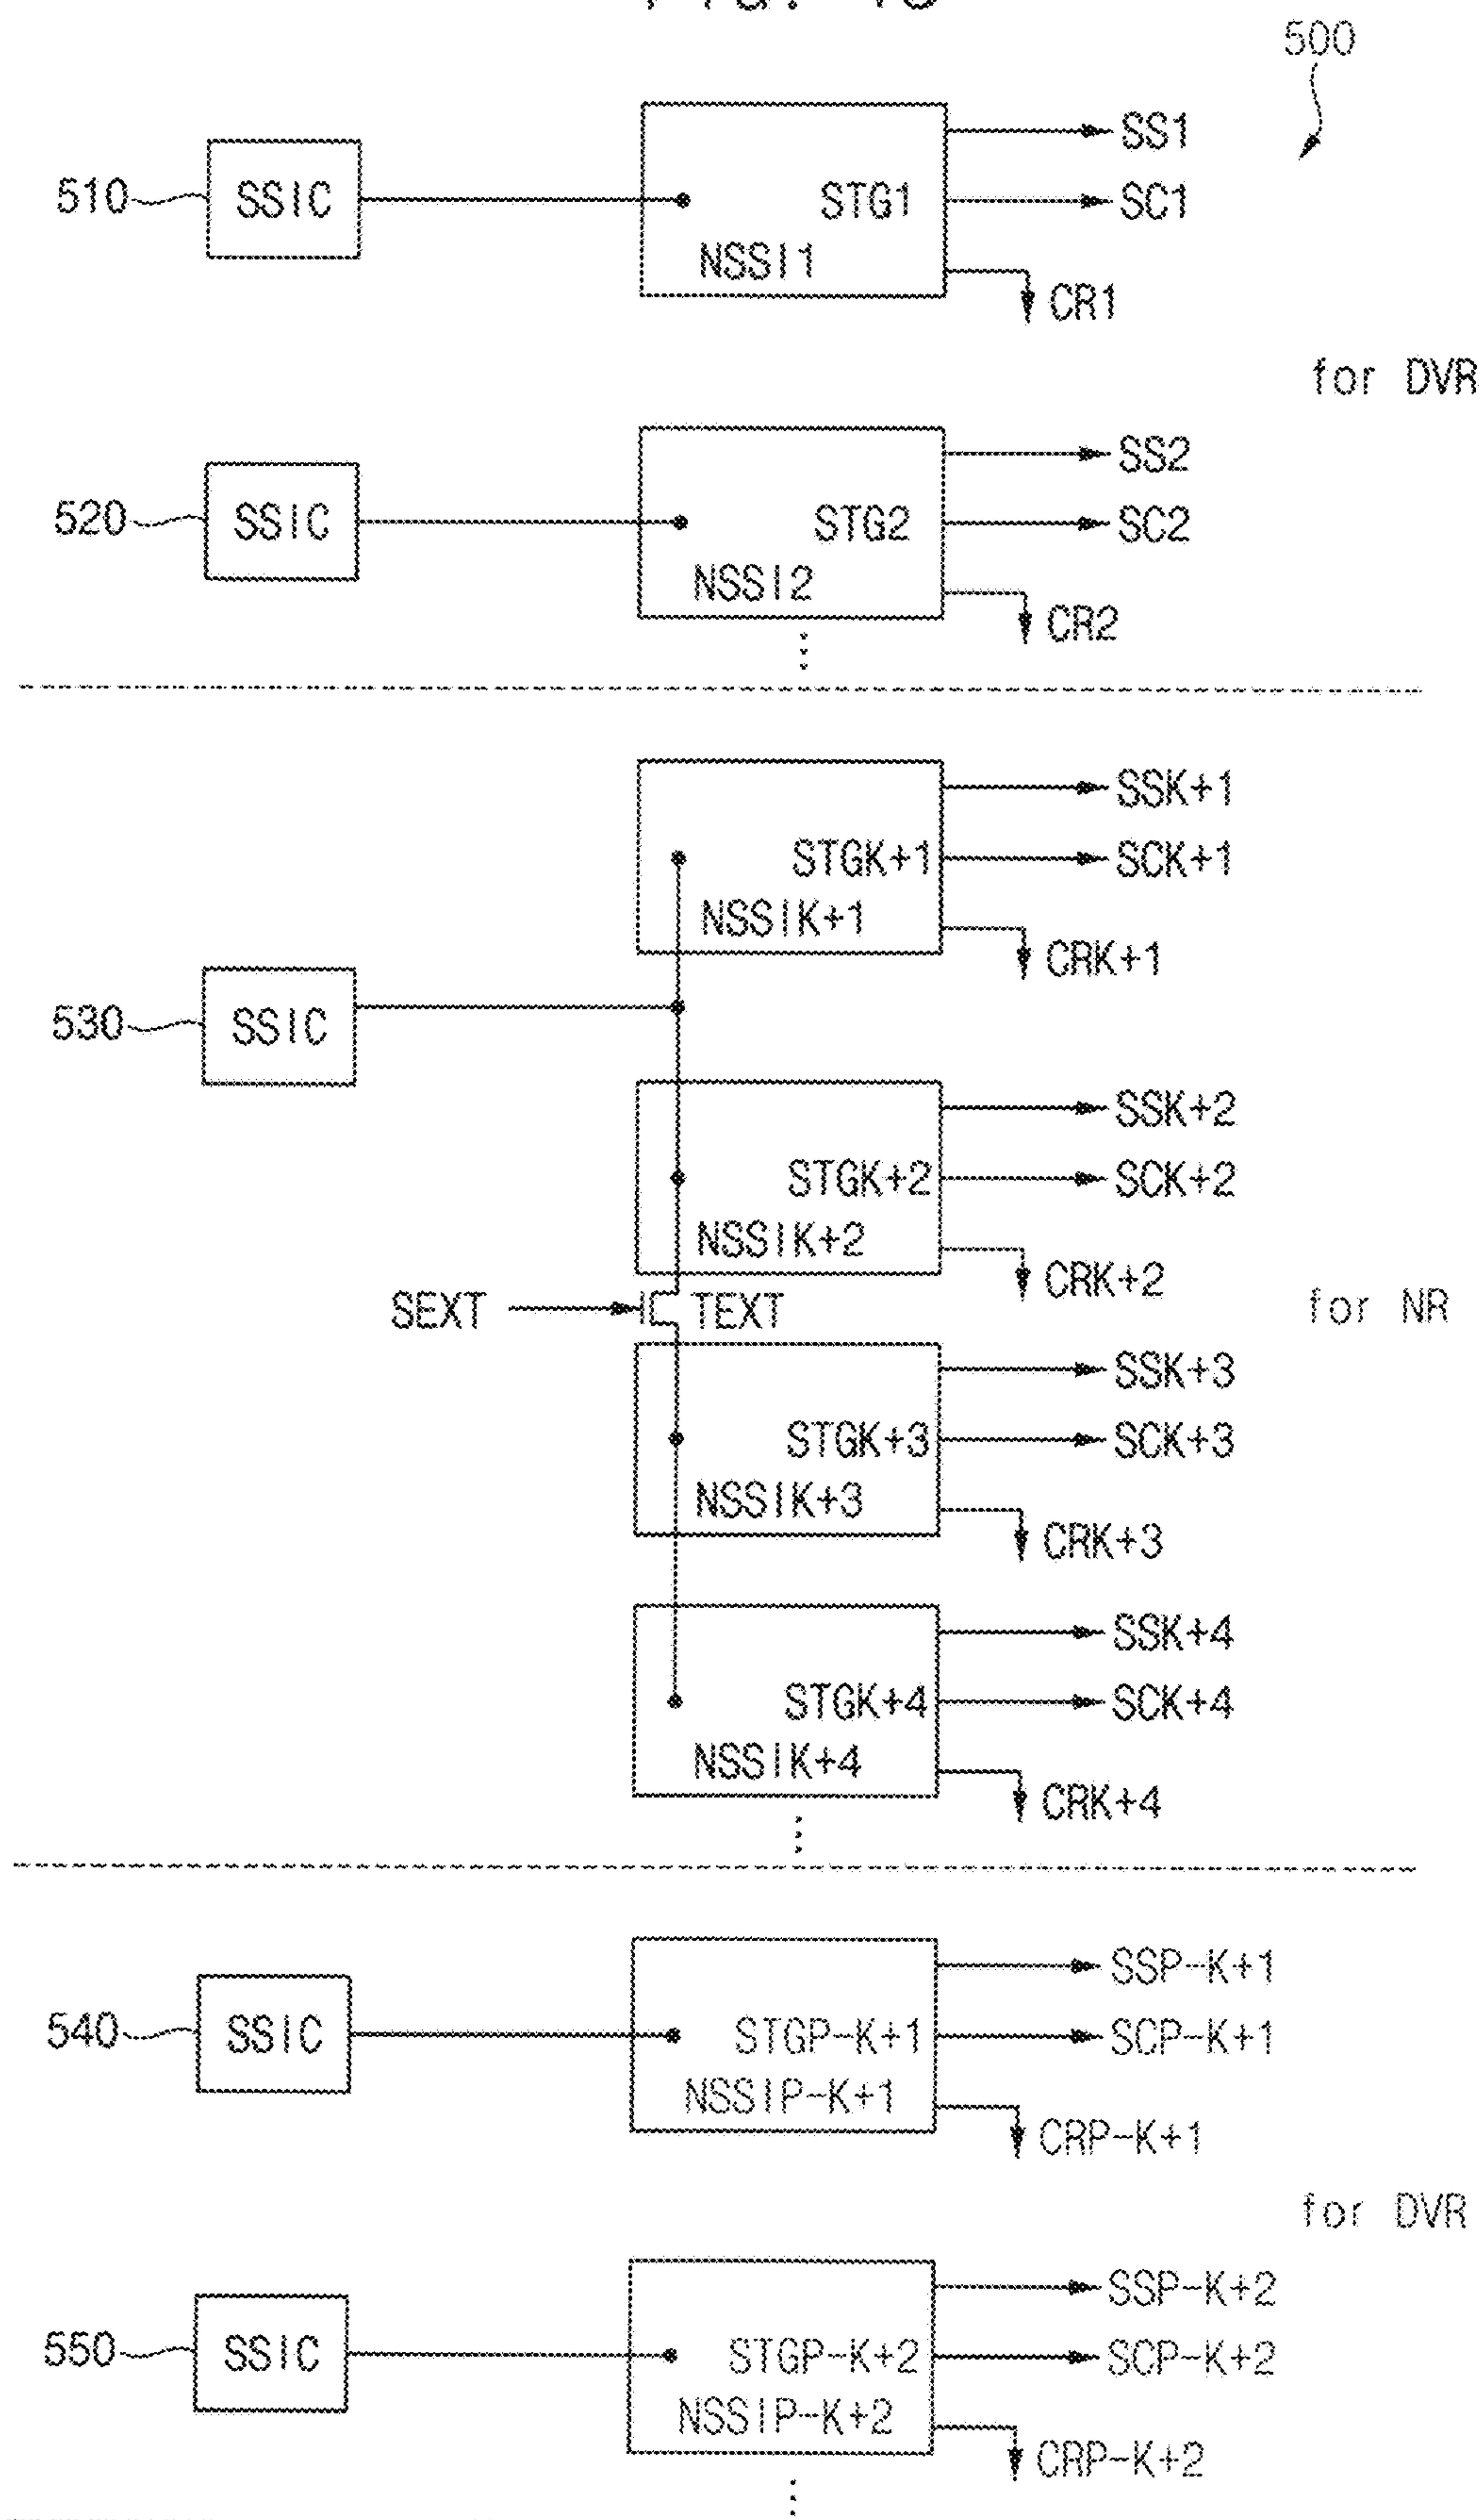 500
SS1
510 SSIC STG1 SC1
NSSI1
CR1
for DVR
SS2
520 SSIC STG2 SC2
NSSI2
CR2
SSK+1
STGK+1 SCK+1
NSSIK+1
CRK+1
530 SSIC
SSK+2
STGK+2 SCK+2
NSSIK+2
CRK+2
SEXT TEXT for NR
SSK+3
STGK+3 SCK+3
NSSIK+3
CRK+3
SSK+4
STGK+4 SCK+4
NSSIK+4
CRK+4
SSP-K+1
540 SSIC STGP-K+1 SCP-K+1
NSSIP-K+1
CRP-K+1
for DVR
SSP-K+2
550 SSIC STGP-K+2 SCP-K+2
NSSIP-K+2
CRP-K+2